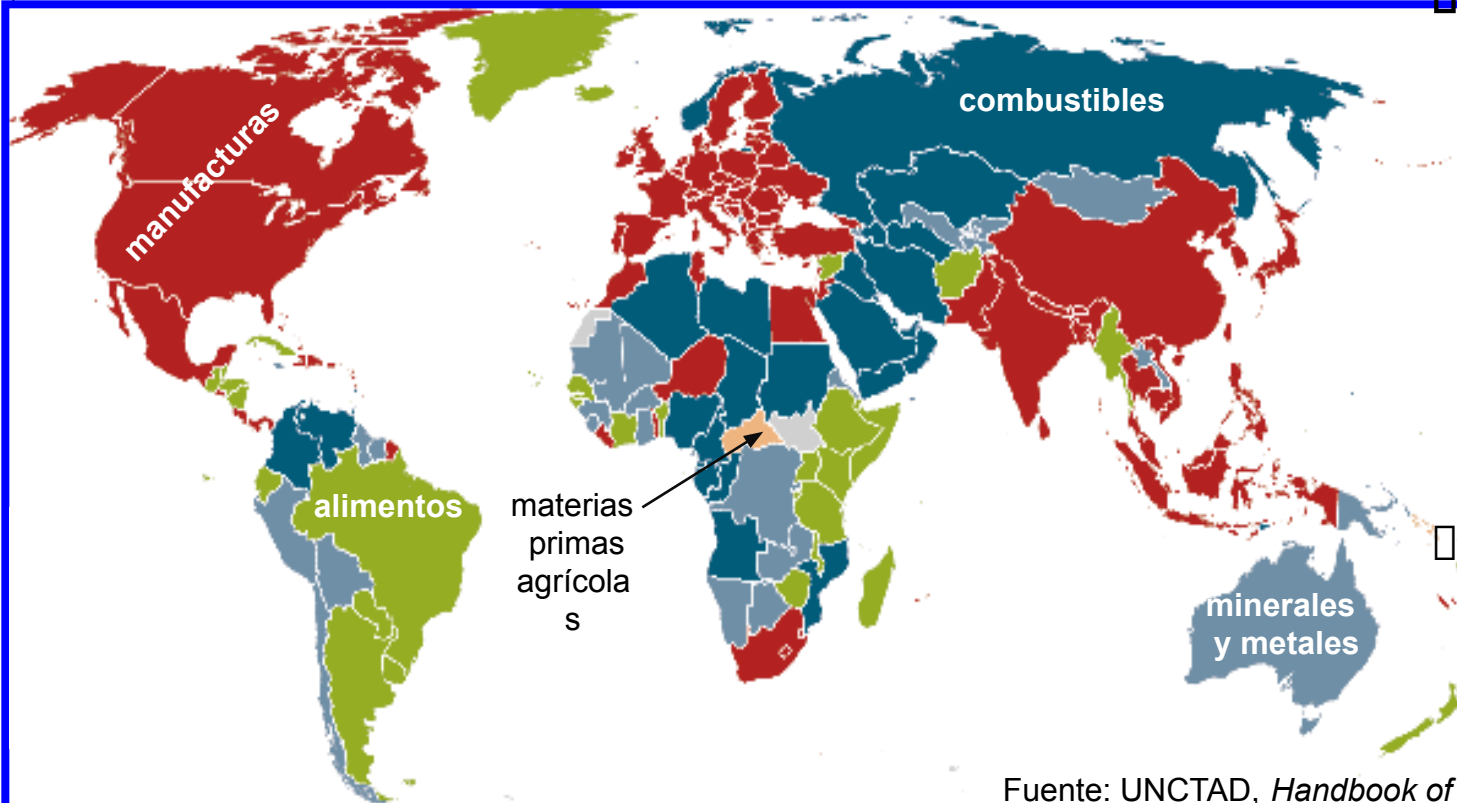 manufacturas
combustibles
alimentos
materias
primas
agrícola
s
minerales
y metales
Fuente: UNCTAD, Handbook of